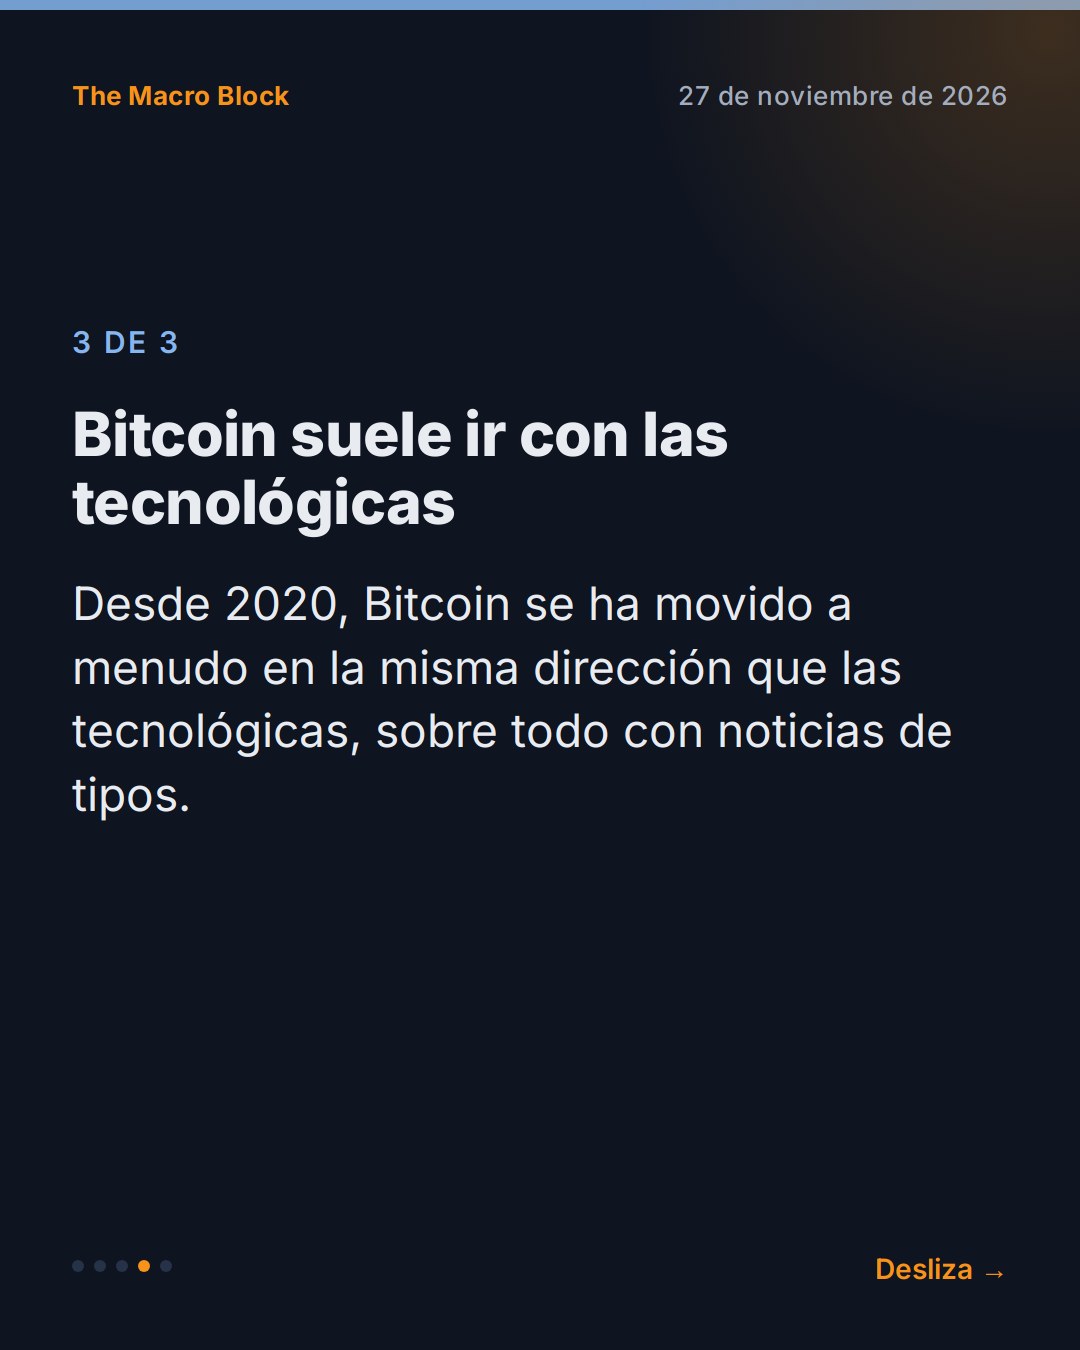 The Macro Block
27 de noviembre de 2026
3 DE 3
Bitcoin suele ir con las
tecnológicas
Desde 2020, Bitcoin se ha movido a
menudo en la misma dirección que las
tecnológicas, sobre todo con noticias de
tipos.
Desliza →